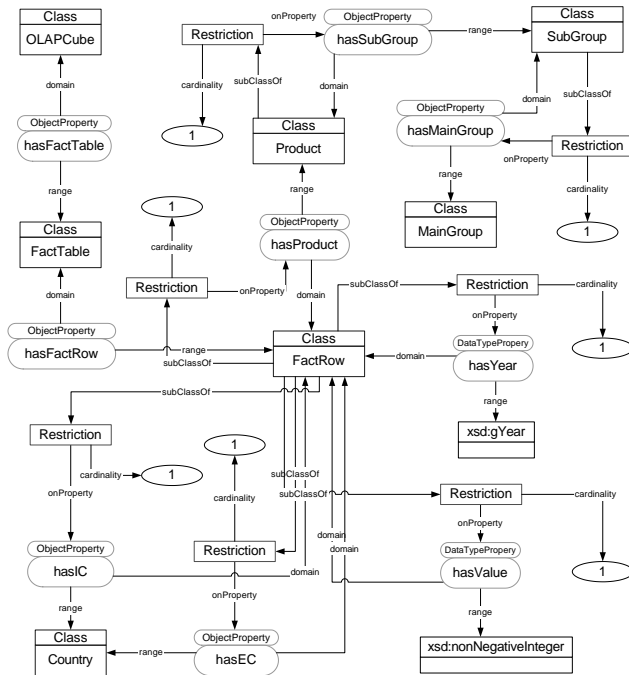 Class
OLAPCube
domain
ObjectProperty
hasFactTable
range
Class
FactTable
domain
ObjectProperty
hasFactRow
range
Restriction
onProperty
cardinality
1
subClassOf
ObjectProperty
hasSubGroup
range
domain
Class
SubGroup
subClassOf
domain
ObjectProperty
hasMainGroup
onProperty
Restriction
cardinality
1
range
Class
MainGroup
Class
Product
range
ObjectProperty
hasProduct
domain
1
cardinality
Restriction
onProperty
subClassOf
Class
FactRow
subClassOf
Restriction
onProperty
cardinality
1
DataTypeProperty
hasYear
domain
range
xsd:gYear
subClassOf
Restriction
cardinality
1
onProperty
ObjectProperty
hasIC
domain
range
Class
Country
1
cardinality
subClassOf
Restriction
onProperty
ObjectProperty
hasEC
range
domain
subClassOf
Restriction
onProperty
cardinality
1
DataTypeProperty
hasValue
domain
range
xsd:nonNegativeInteger